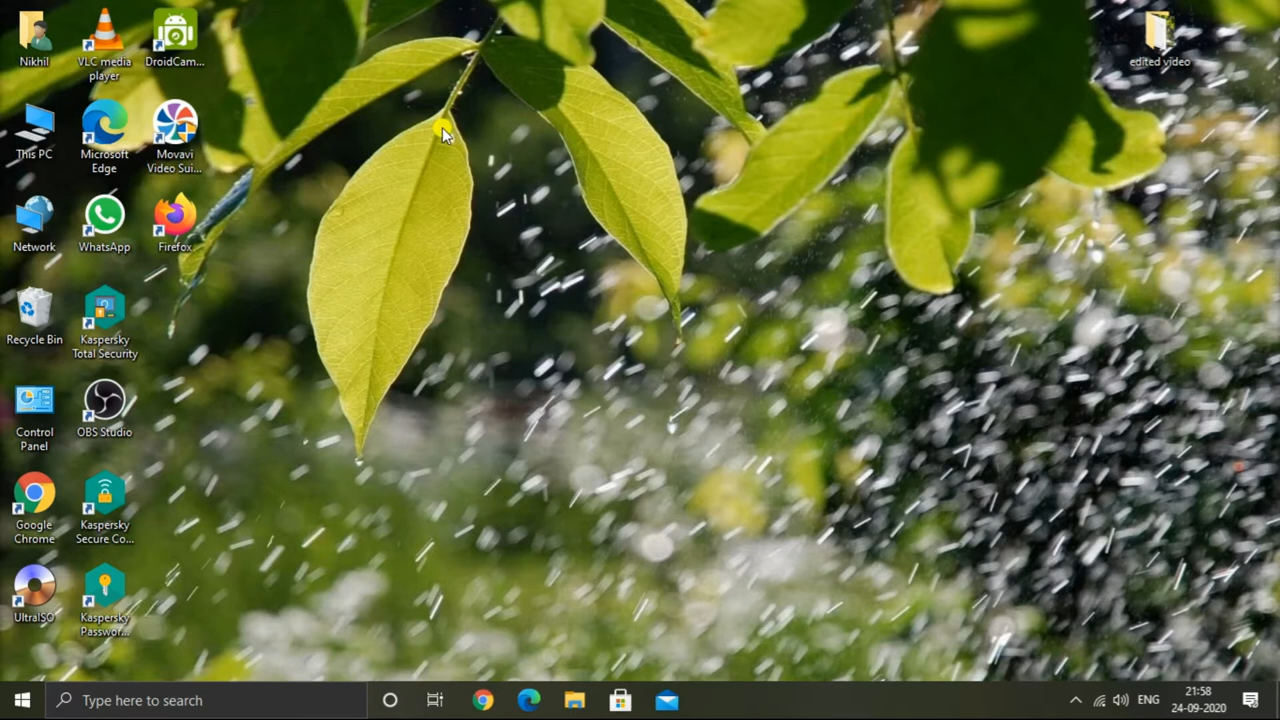 Nikhil
VLC media
player
DroidCam...
edited video
This PC
Microsoft
Edge
Movavi
Video Sui...
Network
WhatsApp
Firefox
Recycle Bin
Kaspersky
Total Security
Control
Panel
OBS Studio
Google
Chrome
Kaspersky
Secure Co...
UltraISO
Kaspersky
Passwor...
Type here to search
ENG
21:58
24-09-2020